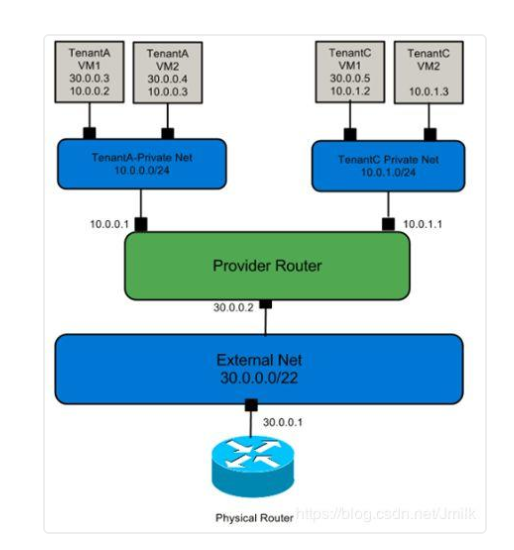 TenantA
VM1
30.0.0.3
10.0.0.2
TenantA
VM2
30.0.0.4
10.0.0.3
TenantC
VM1
30.0.0.5
10.0.1.2
TenantC
VM2
10.0.1.3
TenantA-Private Net
10.0.0.0/24
TenantC Private Net
10.0.1.0/24
10.0.0.1
10.0.1.1
Provider Router
30.0.0.2
External Net
30.0.0.0/22
30.0.0.1
Physical Router
https://blog.csdn.net/Jmilk